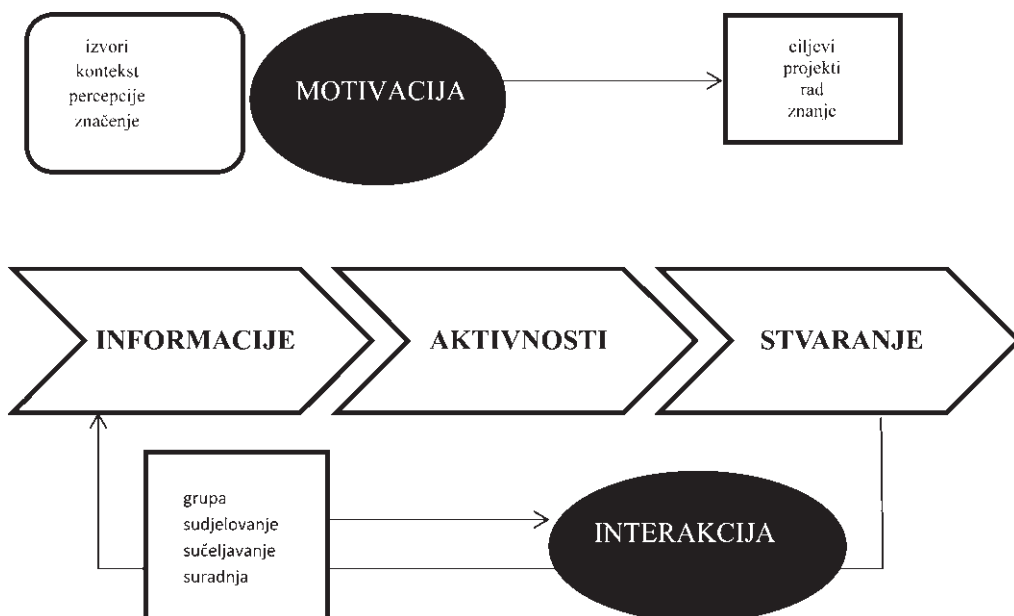 izvori
kontekst
percepcije
značenje
MOTIVACIJA
ciljevi
projekti
rad
znanje
INFORMACIJE
AKTIVNOSTI
STVARANJE
grupa
sudjelovanje
sučeljavanje
suradnja
INTERAKCIJA